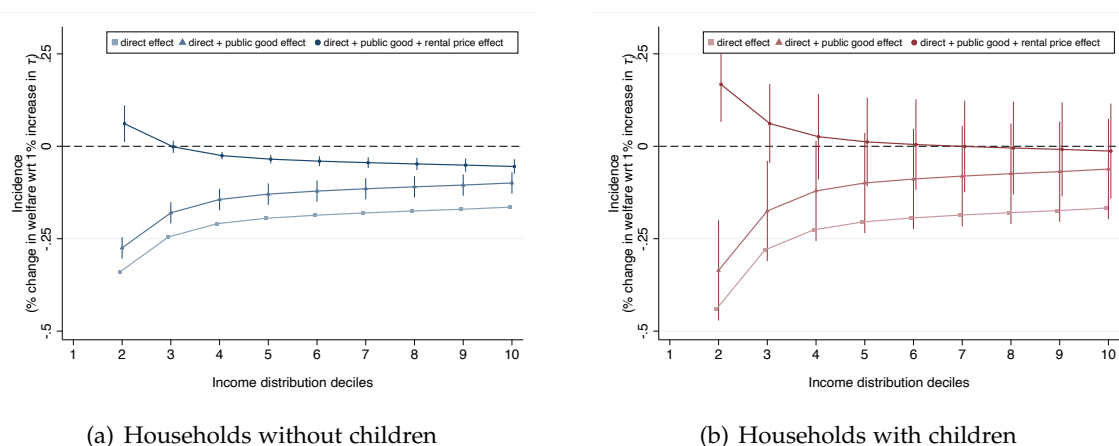 direct effect direct + public good effect direct + public good + rental price effect
Incidence
(% change in welfare wrt 1% increase in τ)
.25
0
-.25
-.5
1 2 3 4 5 6 7 8 9 10
Income distribution deciles
(a) Households without children
direct effect direct + public good effect direct + public good + rental price effect
Incidence
(% change in welfare wrt 1% increase in τ)
.25
0
-.25
-.5
1 2 3 4 5 6 7 8 9 10
Income distribution deciles
(b) Households with children